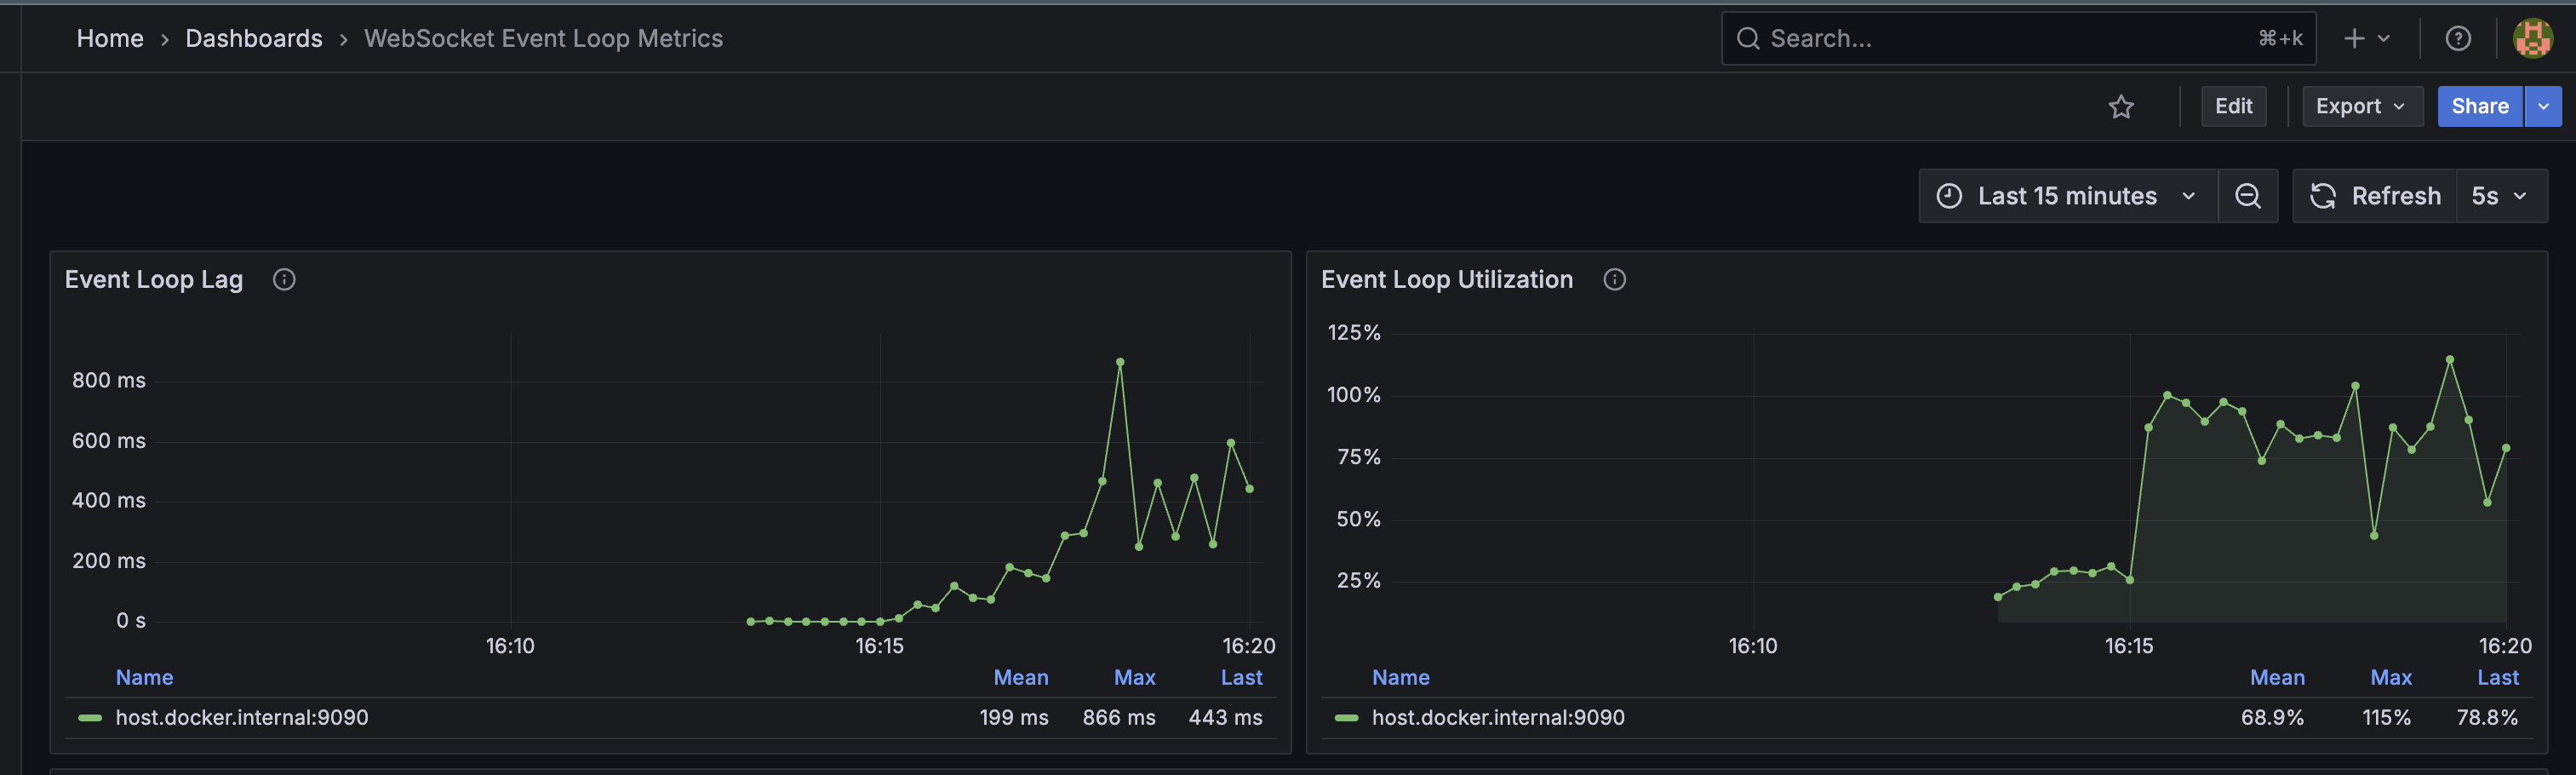 Home > Dashboards > WebSocket Event Loop Metrics
Search...
⌘+k
Edit
Export
Share
Last 15 minutes
Refresh
5s
Event Loop Lag
800 ms
600 ms
400 ms
200 ms
0 s
16:10 16:15 16:20
Name Mean Max Last
host.docker.internal:9090 199 ms 866 ms 443 ms
Event Loop Utilization
125%
100%
75%
50%
25%
16:10 16:15 16:20
Name Mean Max Last
host.docker.internal:9090 68.9% 115% 78.8%